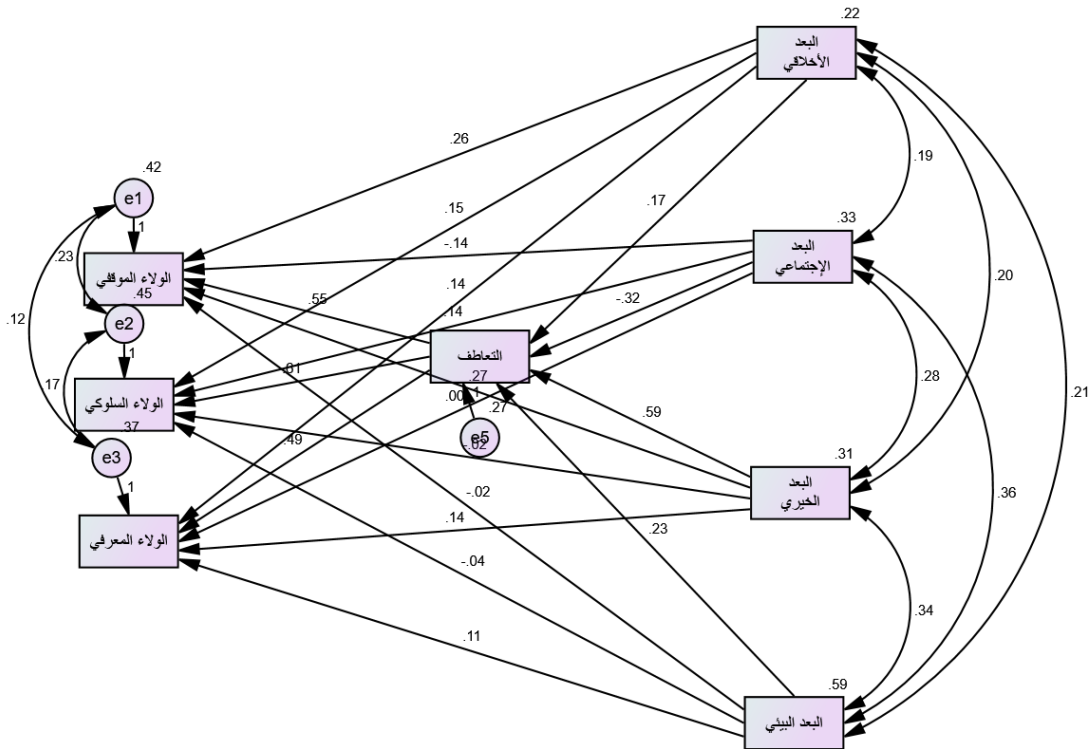 .22
البعد
الأخلاقي
.26
.42
.19
e1
.15
.17
.33
1
البعد
الإجتماعي
.23
-.14
الولاء الموقفي
.20
.45
.55
.14
-.32
.14
.12
e2
التعاطف
1
.61
.27
.28
.17
.00
1
.27
.21
الولاء السلوكي
.59
.37
.49
e5
-.02
e3
.31
1
البعد
الخيري
-.02
.36
.14
.23
الولاء المعرفي
-.04
.34
.11
.59
البعد البيئي